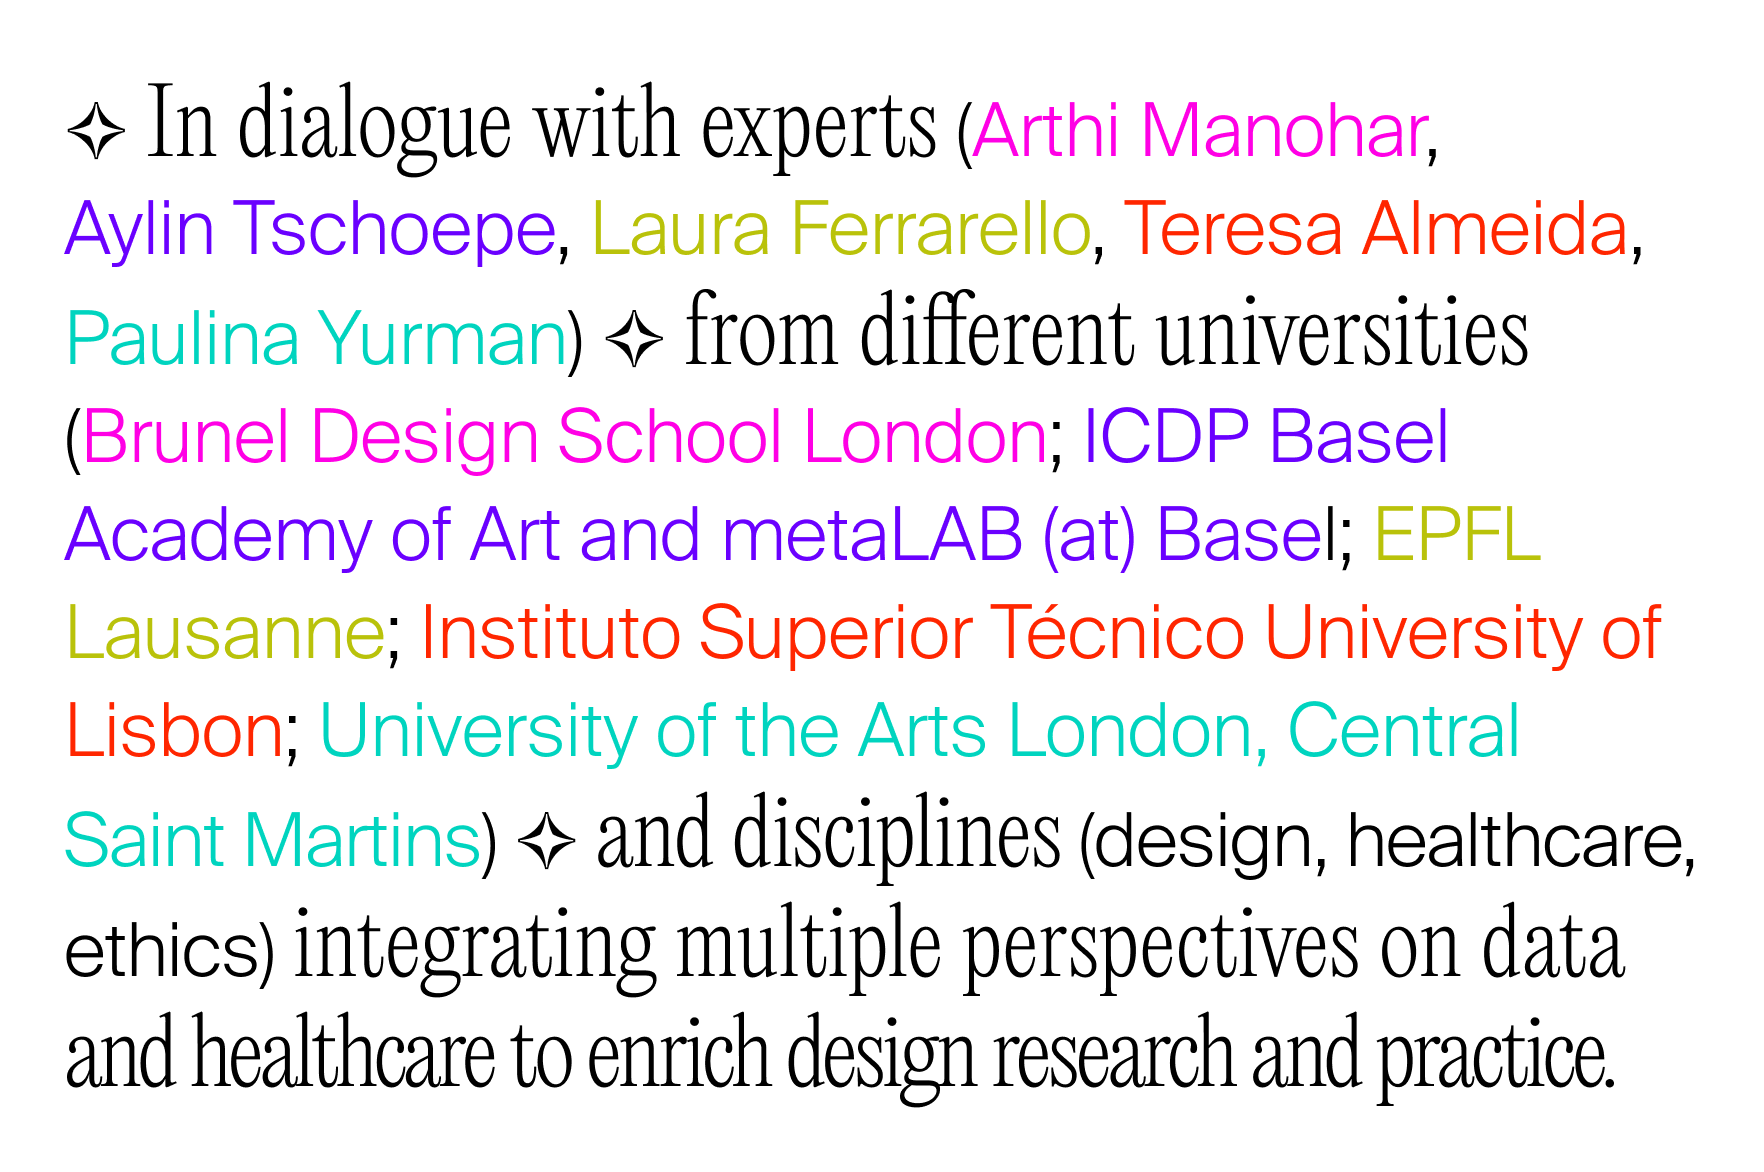 ✧ In dialogue with experts (Arthi Manohar,
Aylin Tschoepe, Laura Ferrarello, Teresa Almeida,
Paulina Yurman) ✧ from different universities
(Brunel Design School London; ICDP Basel
Academy of Art and metaLAB (at) Basel; EPFL
Lausanne; Instituto Superior Técnico University of
Lisbon; University of the Arts London, Central
Saint Martins) ✧ and disciplines (design, healthcare,
ethics) integrating multiple perspectives on data
and healthcare to enrich design research and practice.